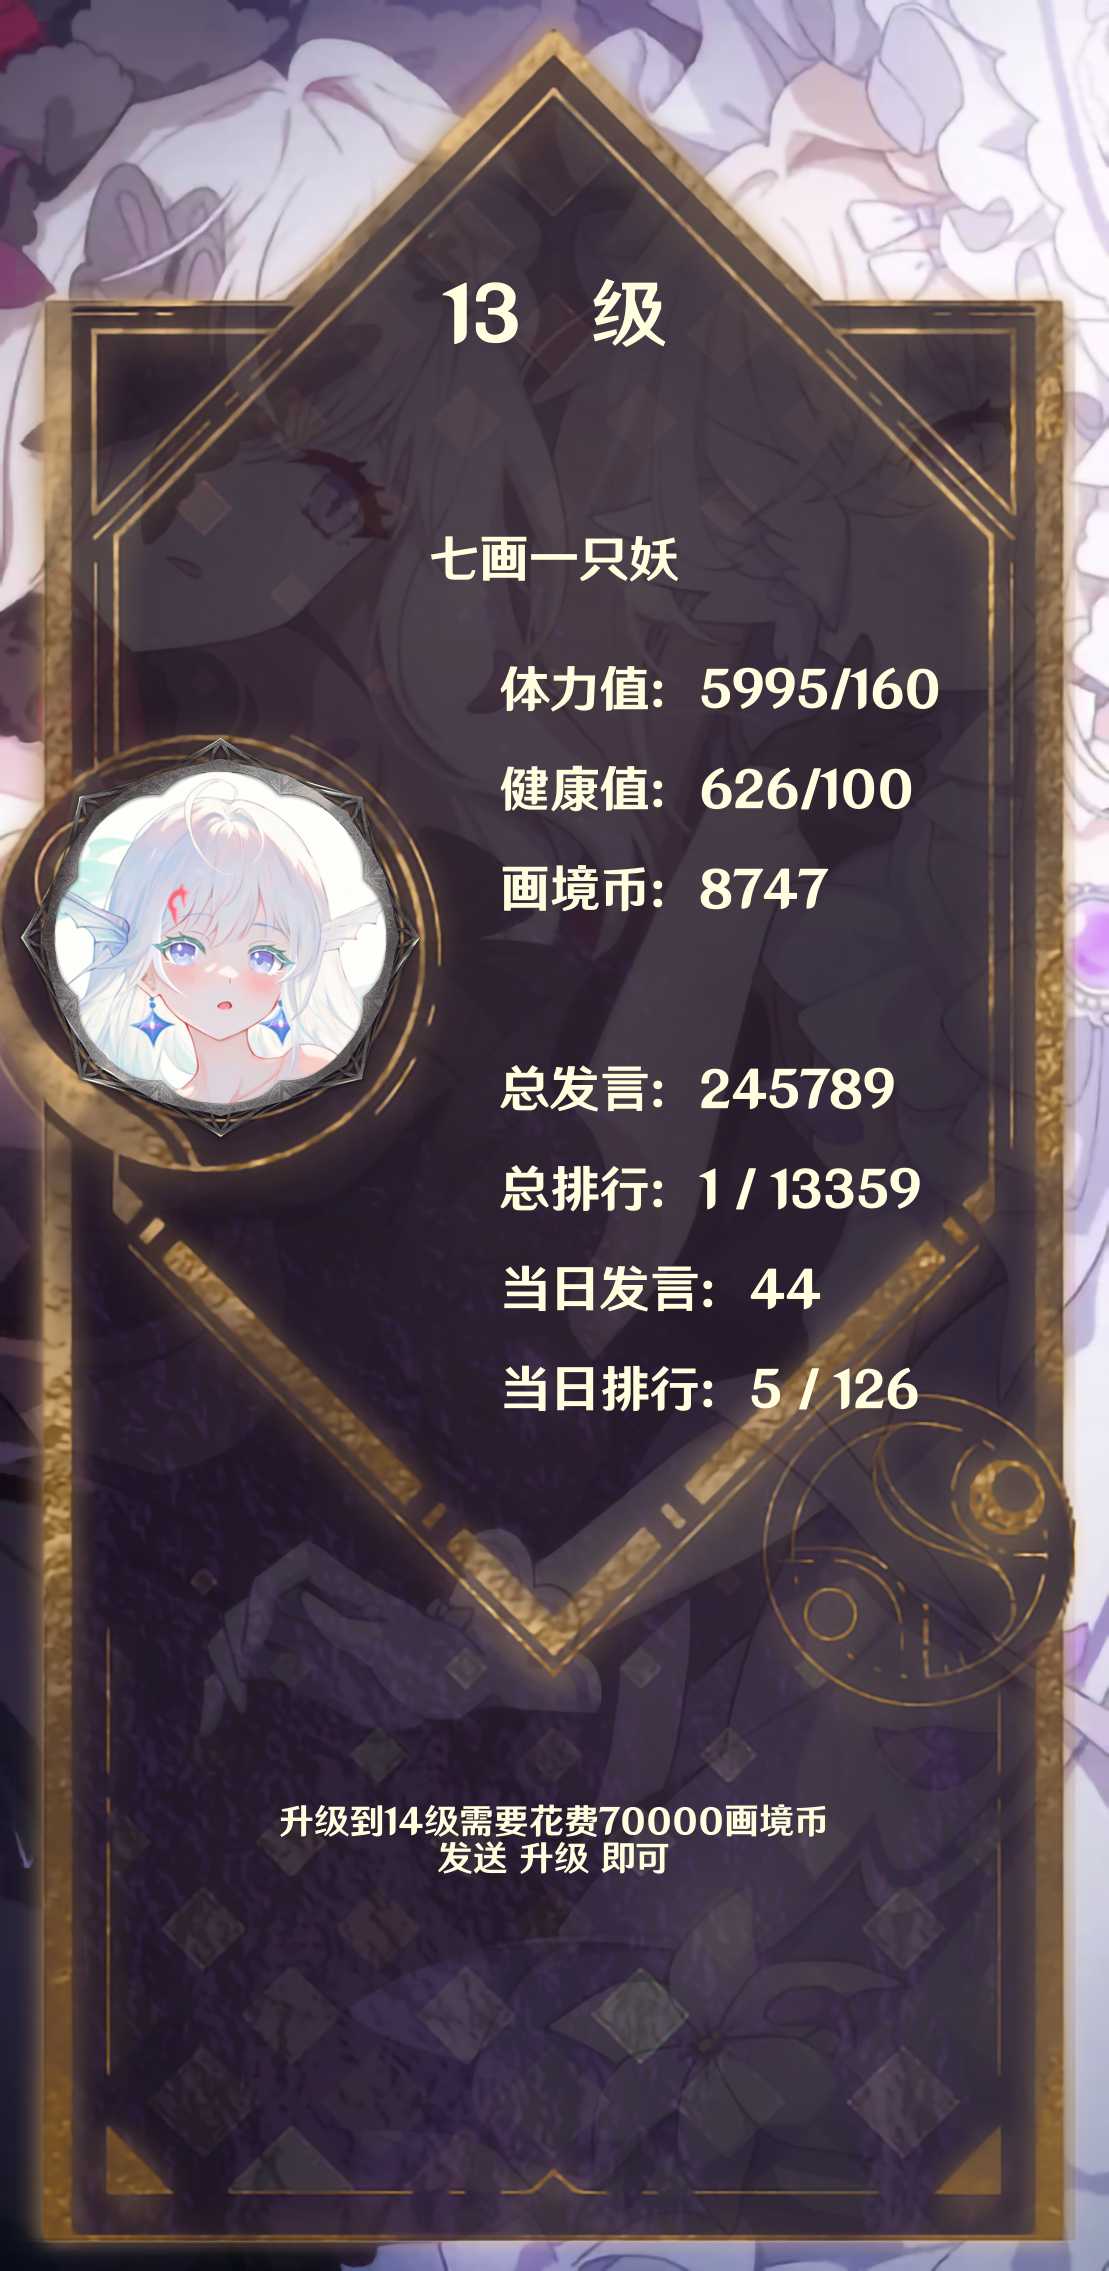 13 级
七画一只妖
体力值: 5995/160
健康值: 626/100
画境币: 8747
总发言: 245789
总排行: 1 / 13359
当日发言: 44
当日排行: 5 / 126
升级到14级需要花费70000画境币
发送 升级 即可